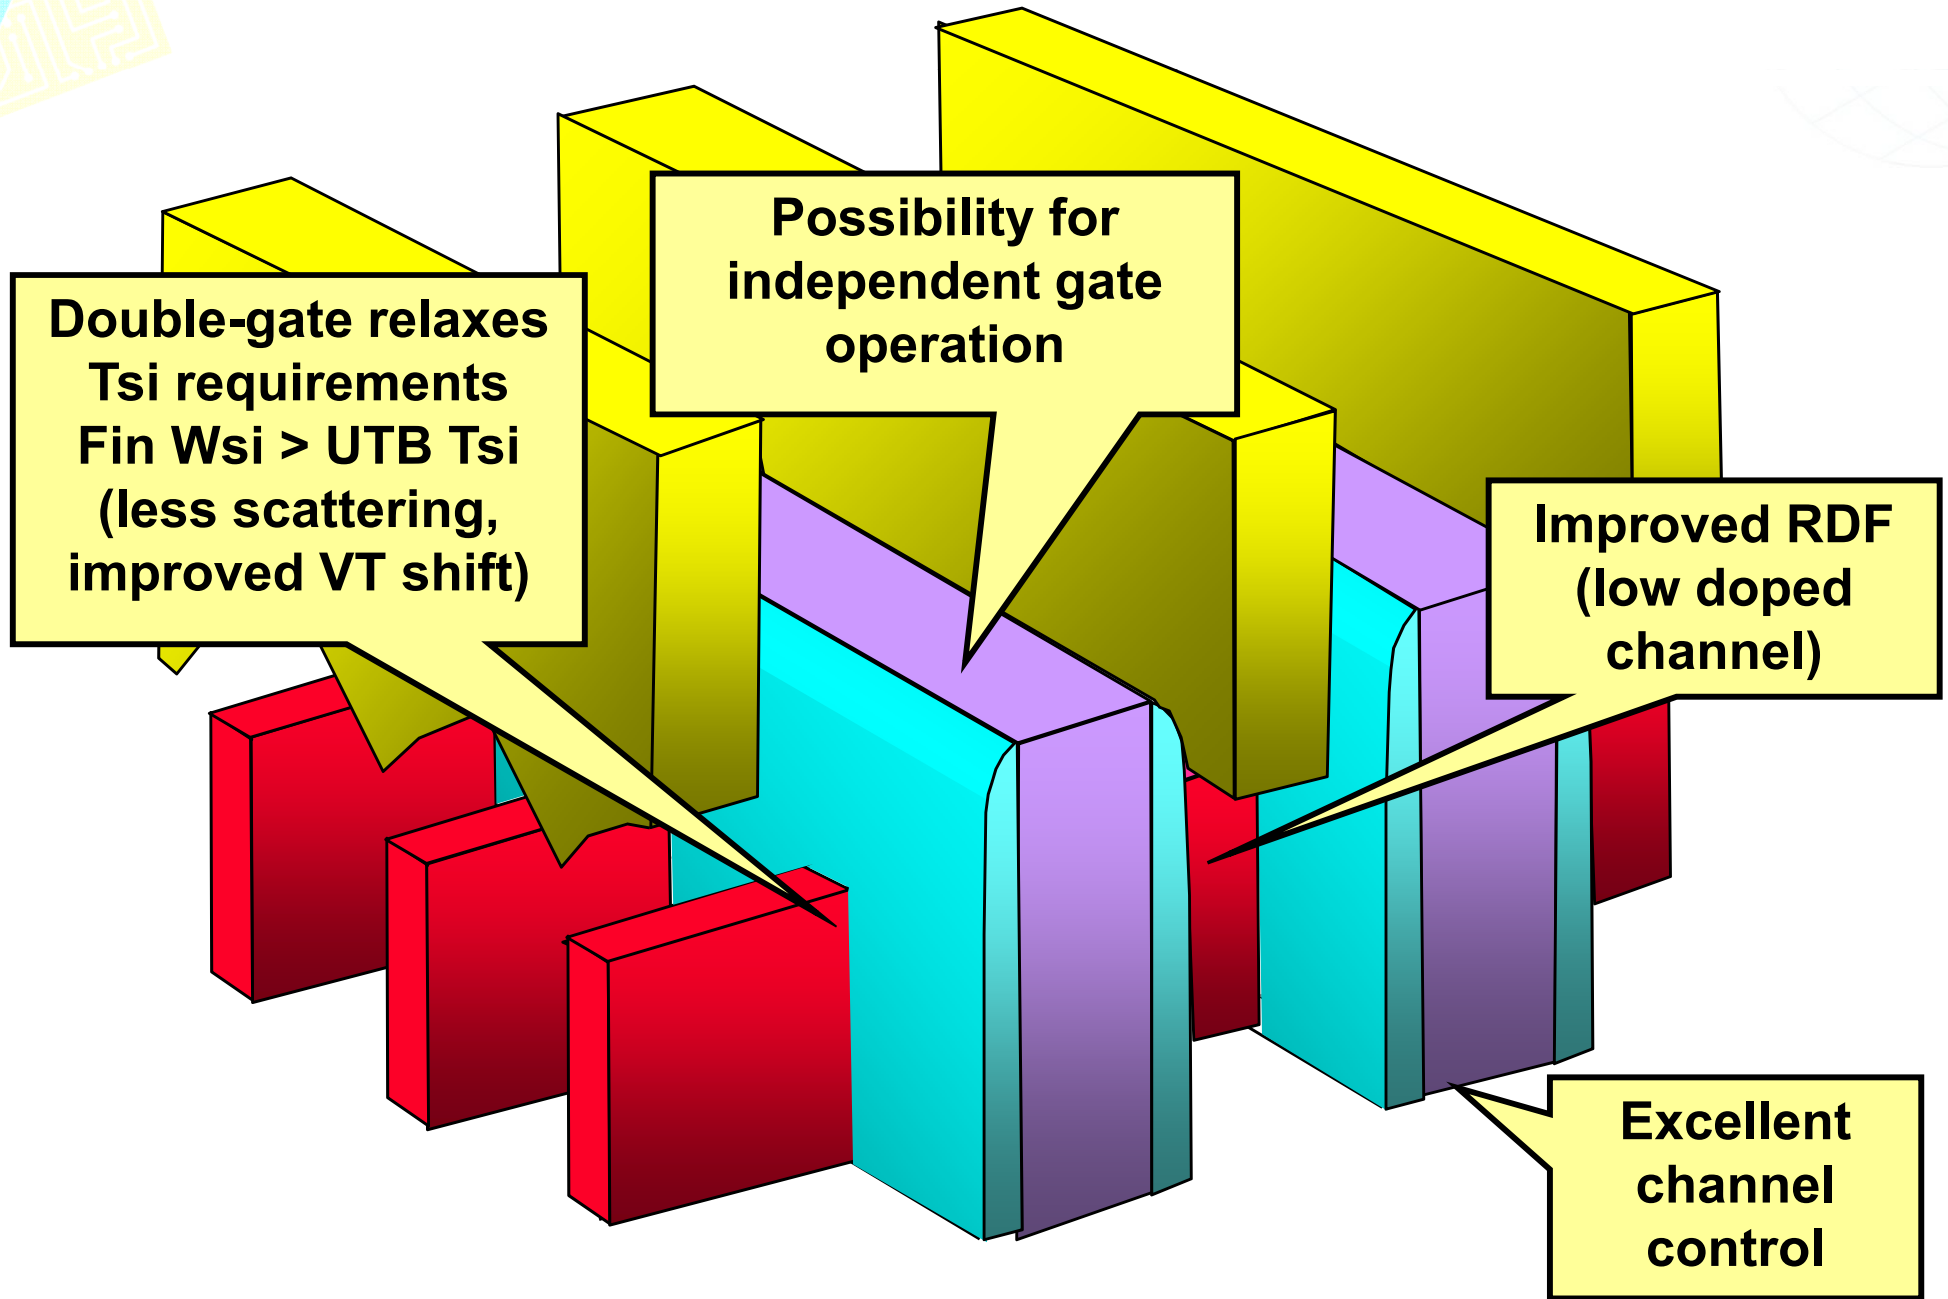 Possibility for
independent gate
operation
Double-gate relaxes
Tsi requirements
Fin Wsi > UTB Tsi
(less scattering,
improved VT shift)
Improved RDF
(low doped
channel)
Excellent
channel
control